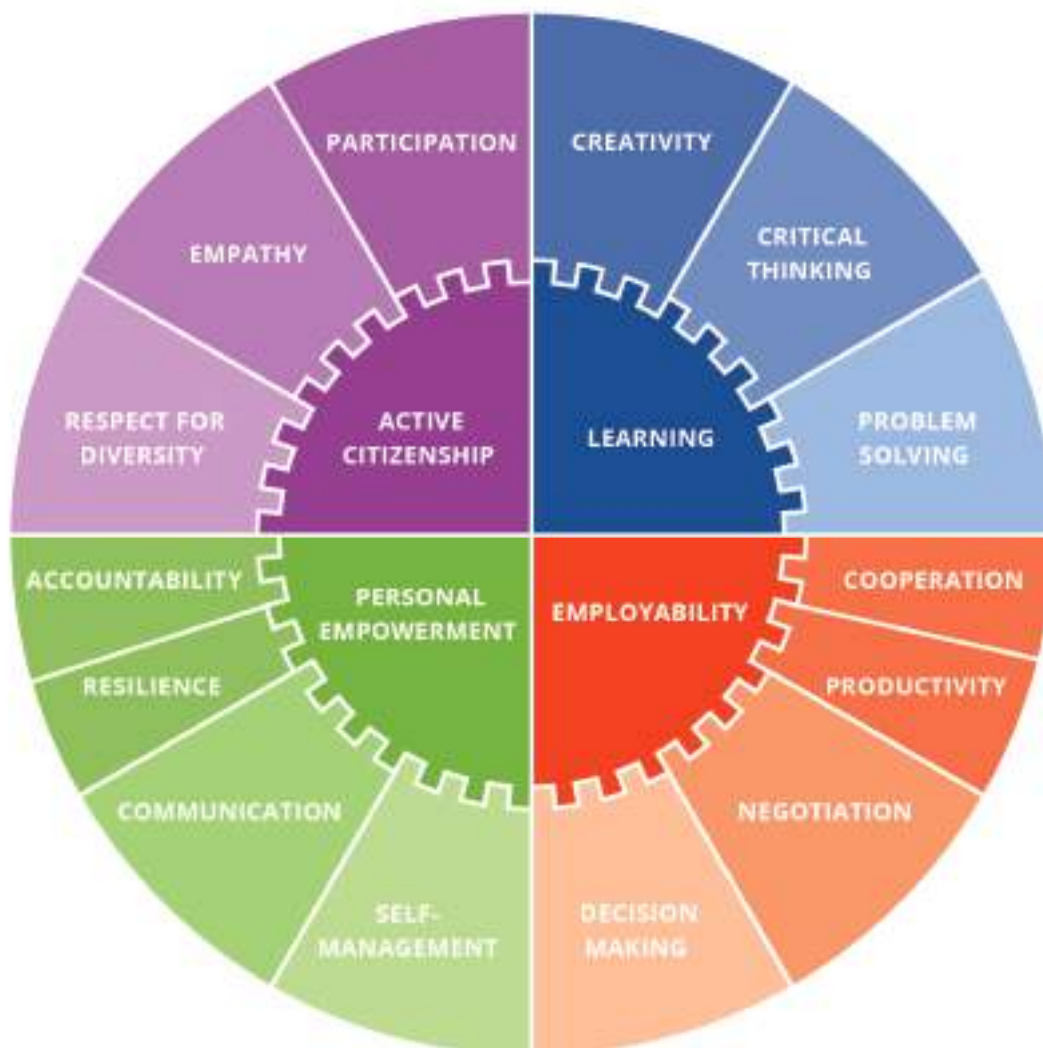 PARTICIPATION
CREATIVITY
EMPATHY
CRITICAL
THINKING
RESPECT FOR
DIVERSITY
ACTIVE
CITIZENSHIP
LEARNING
PROBLEM
SOLVING
ACCOUNTABILITY
PERSONAL
EMPOWERMENT
EMPLOYABILITY
COOPERATION
RESILIENCE
PRODUCTIVITY
COMMUNICATION
NEGOTIATION
SELF-
MANAGEMENT
DECISION
MAKING